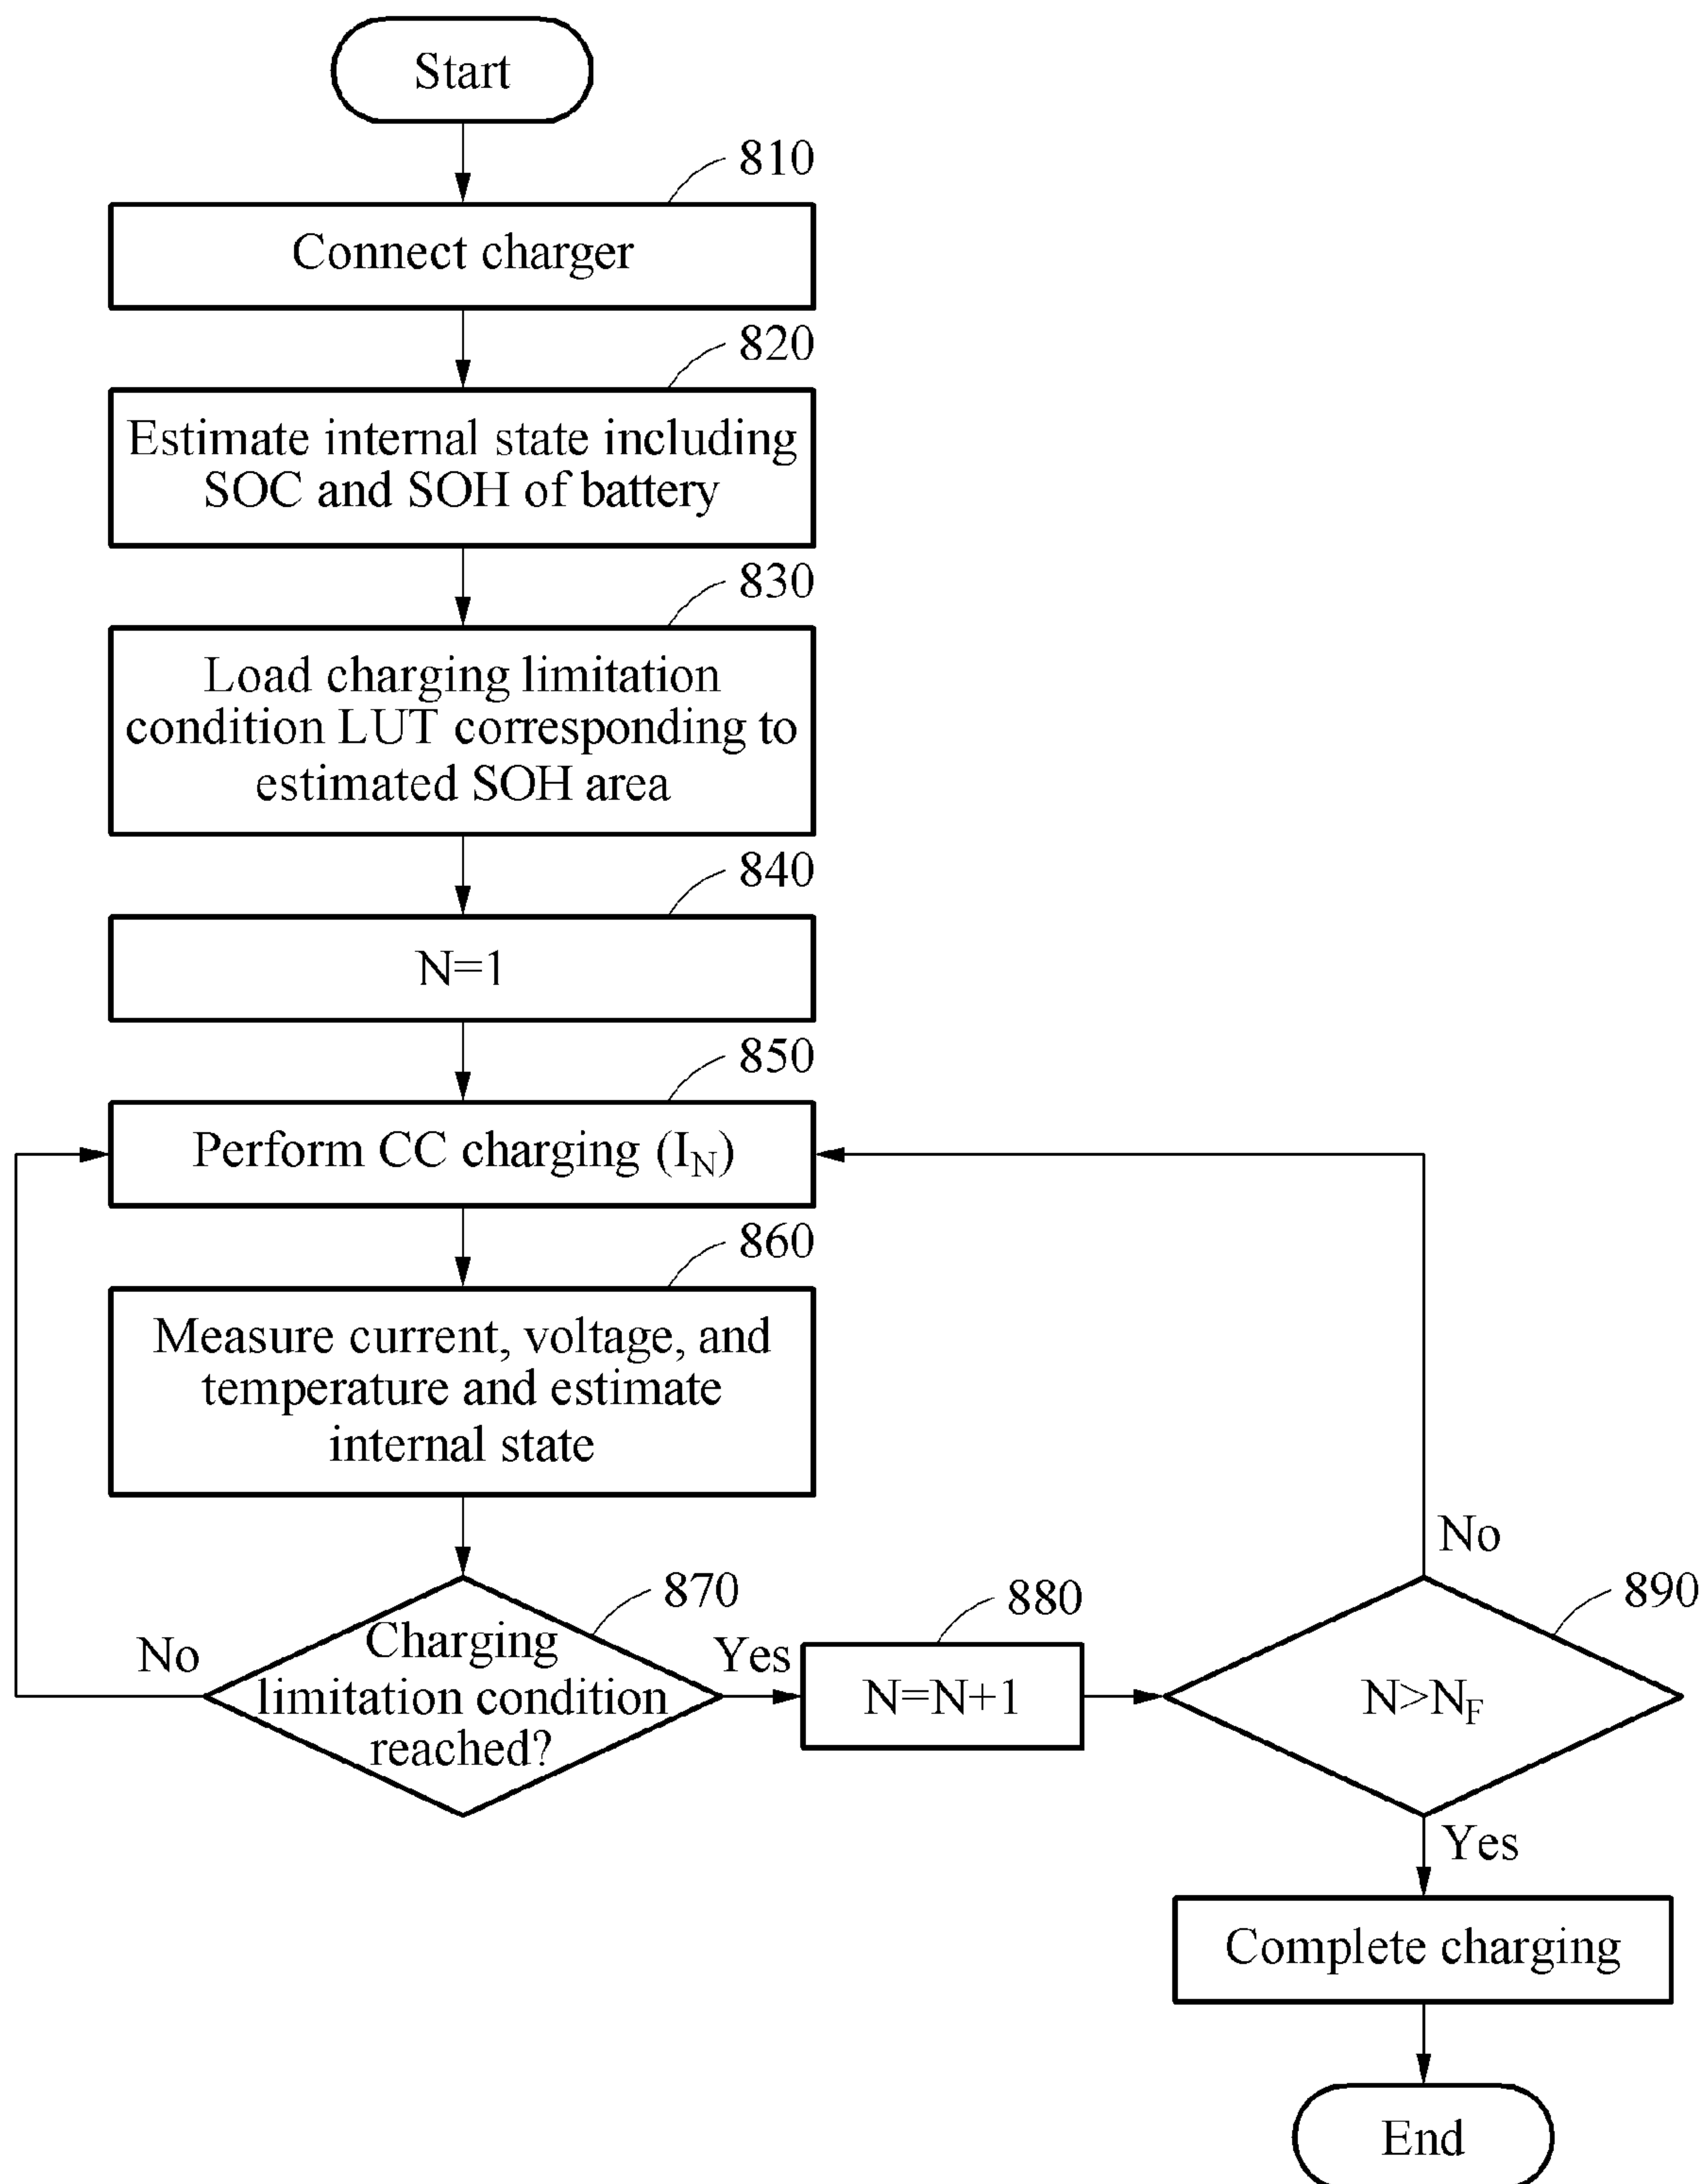 Start
810
Connect charger
820
Estimate internal state including
SOC and SOH of battery
830
Load charging limitation
condition LUT corresponding to
estimated SOH area
840
N=1
850
Perform CC charging (I_N)
860
Measure current, voltage, and
temperature and estimate
internal state
870
Charging
limitation condition
reached?
No
Yes
880
N=N+1
890
N>N_F
No
Yes
Complete charging
End